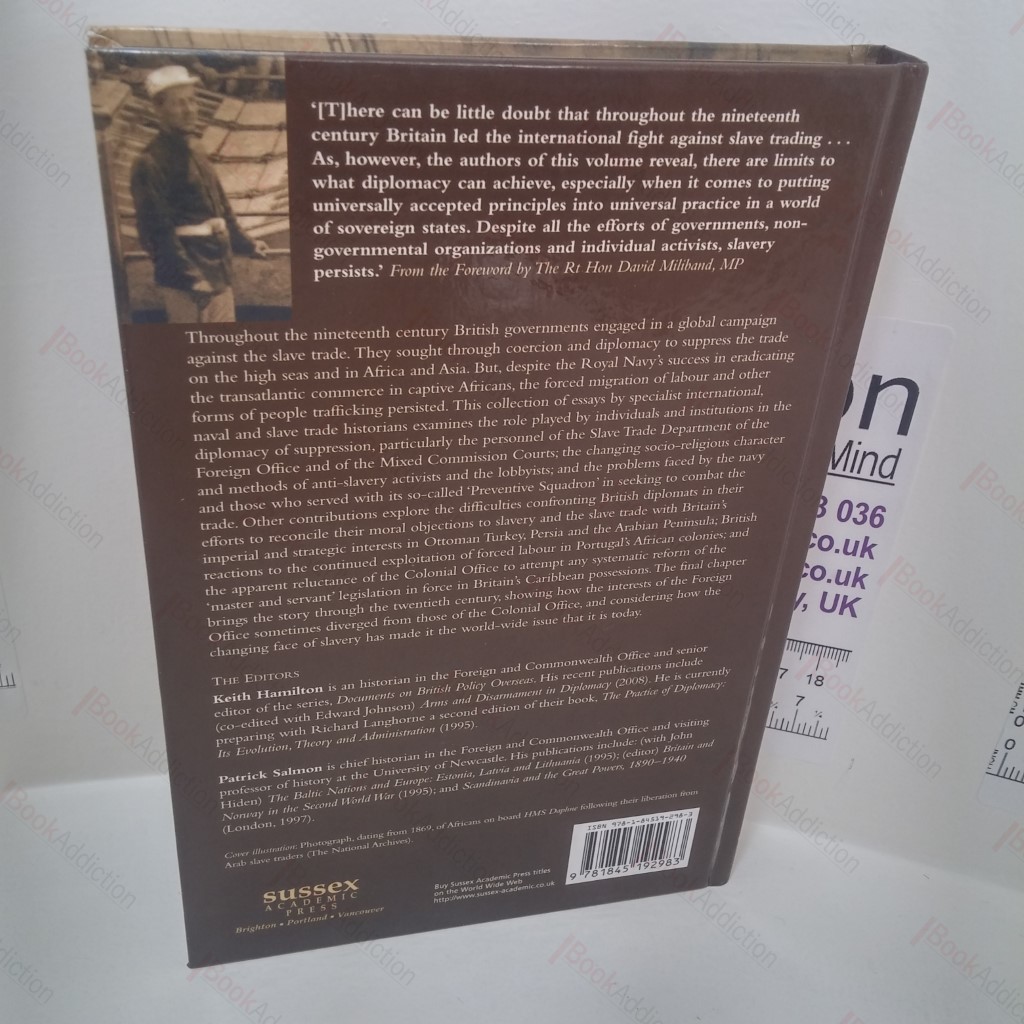 ‘[T]here can be little doubt that throughout the nineteenth
century Britain led the international fight against slave trading . . .
As, however, the authors of this volume reveal, there are limits to
what diplomacy can achieve, especially when it comes to putting
universally accepted principles into universal practice in a world
of sovereign states. Despite all the efforts of governments, non-
governmental organizations and individual activists, slavery
persists.’ From the Foreword by The Rt Hon David Miliband, MP
Throughout the nineteenth century British governments engaged in a global campaign
against the slave trade. They sought through coercion and diplomacy to suppress the trade
on the high seas and in Africa and Asia. But, despite the Royal Navy’s success in eradicating
the transatlantic commerce in captive Africans, the forced migration of labour and other
forms of people trafficking persisted. This collection of essays by specialist international,
naval and slave trade historians examines the role played by individuals and institutions in the
diplomacy of suppression, particularly the personnel of the Slave Trade Department of the
Foreign Office and of the Mixed Commission Courts; the changing socio-religious character
and methods of anti-slavery activists and the lobbyists; and the problems faced by the navy
and those who served with its so-called ‘Preventive Squadron’ in seeking to combat the
trade. Other contributions explore the difficulties confronting British diplomats in their
efforts to reconcile their moral objections to slavery and the slave trade with Britain’s
imperial and strategic interests in Ottoman Turkey, Persia and the Arabian Peninsula; British
reactions to the continued exploitation of forced labour in Portugal’s African colonies; and
the apparent reluctance of the Colonial Office to attempt any systematic reform of the
‘master and servant’ legislation in force in Britain’s Caribbean possessions. The final chapter
brings the story through the twentieth century, showing how the interests of the Foreign
Office sometimes diverged from those of the Colonial Office, and considering how the
changing face of slavery has made it the world-wide issue that it is today.
THE EDITORS
Keith Hamilton is an historian in the Foreign and Commonwealth Office and senior
editor of the series, Documents on British Policy Overseas. His recent publications include
(co-edited with Edward Johnson) Arms and Disarmament in Diplomacy (2008). He is currently
preparing with Richard Langhorne a second edition of their book, The Practice of Diplomacy:
Its Evolution, Theory and Administration (1995).
Patrick Salmon is chief historian in the Foreign and Commonwealth Office and visiting
professor of history at the University of Newcastle. His publications include: (with John
Hiden) The Baltic Nations and Europe: Estonia, Latvia and Lithuania (1995); (editor) Britain and
Norway in the Second World War (1995); and Scandinavia and the Great Powers, 1890–1940
(London, 1997).
Cover illustration: Photograph, dating from 1869, of Africans on board HMS Daphne following their liberation from
Arab slave traders (The National Archives).
sussex
ACADEMIC
PRESS
Brighton • Portland • Vancouver
Buy Sussex Academic Press titles
on the World Wide Web
http://www.sussex-academic.co.uk
ISBN 978-1-84519-298-3
9 781845 192983
on
Mind
3 036
co.uk
co.uk
, UK
7 18
7
0
BookAddiction